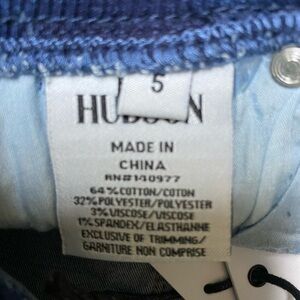 5
HUDSON
MADE IN
CHINA
RN#140977
64% COTTON/COTON
32% POLYESTER/POLYESTER
3% VISCOSE/VISCOSE
1% SPANDEX/ELASTHANNE
EXCLUSIVE OF TRIMMING/
GARNITURE NON COMPRISE